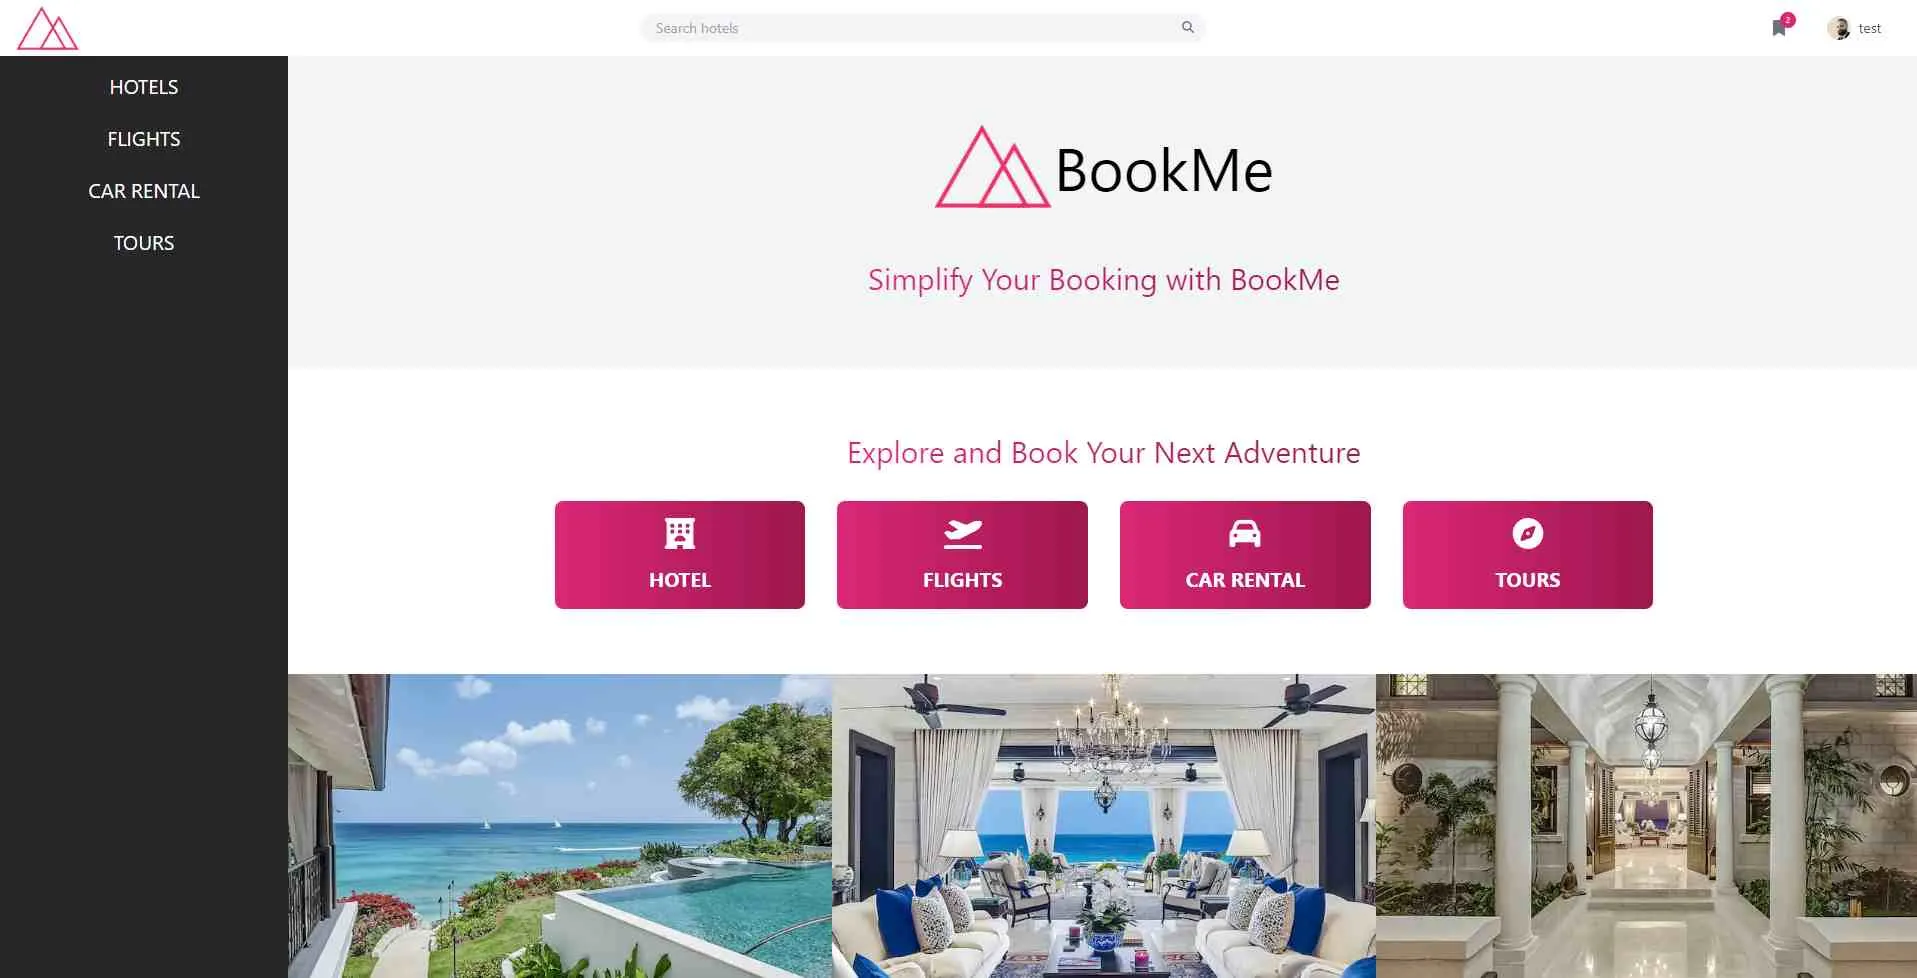 Search hotels
2
test
HOTELS
FLIGHTS
CAR RENTAL
TOURS
BookMe
Simplify Your Booking with BookMe
Explore and Book Your Next Adventure
HOTEL
FLIGHTS
CAR RENTAL
TOURS